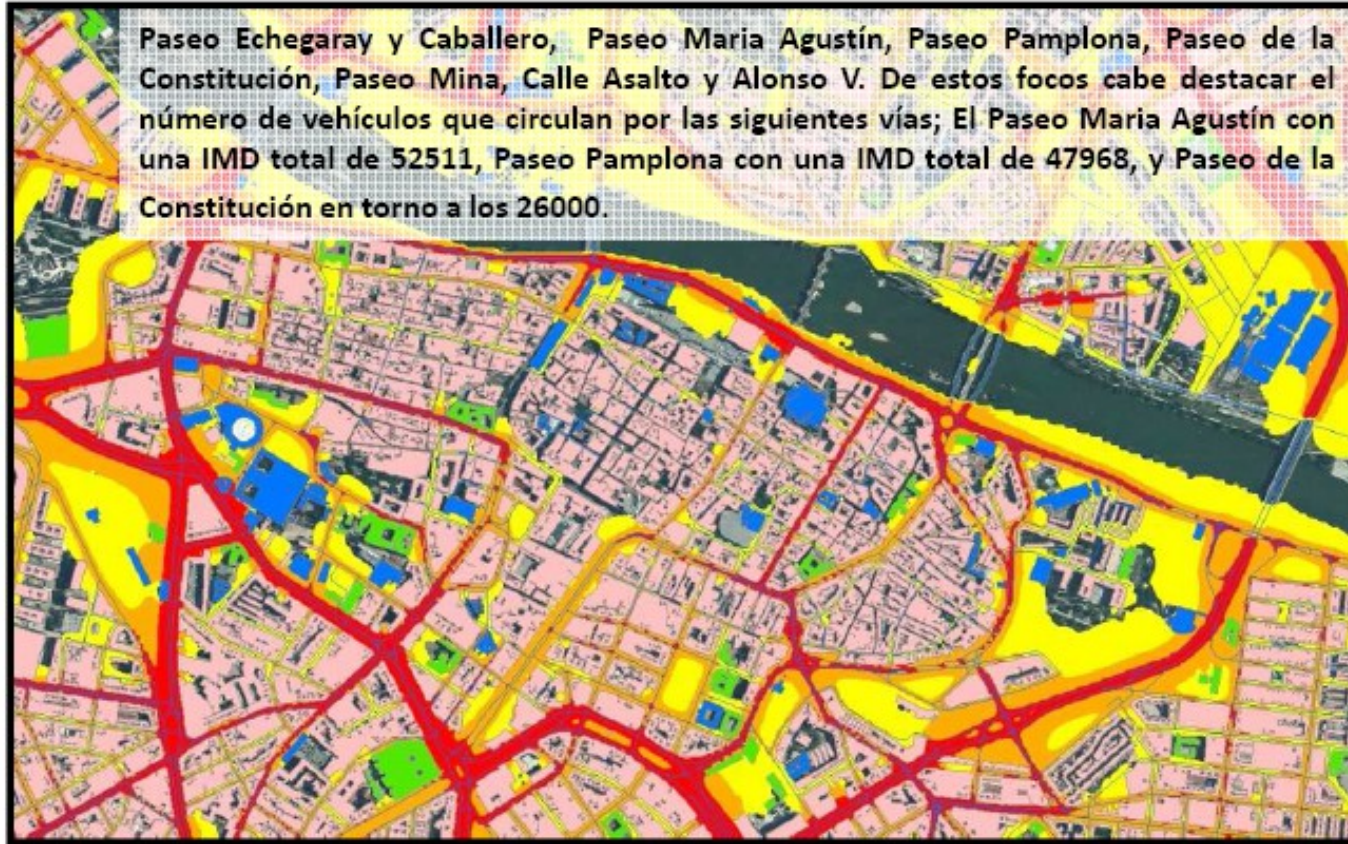 Paseo Echegaray y Caballero, Paseo Maria Agustín, Paseo Pamplona, Paseo de la
Constitución, Paseo Mina, Calle Asalto y Alonso V. De estos focos cabe destacar el
número de vehículos que circulan por las siguientes vías; El Paseo Maria Agustín con
una IMD total de 52511, Paseo Pamplona con una IMD total de 47968, y Paseo de la
Constitución en torno a los 26000.